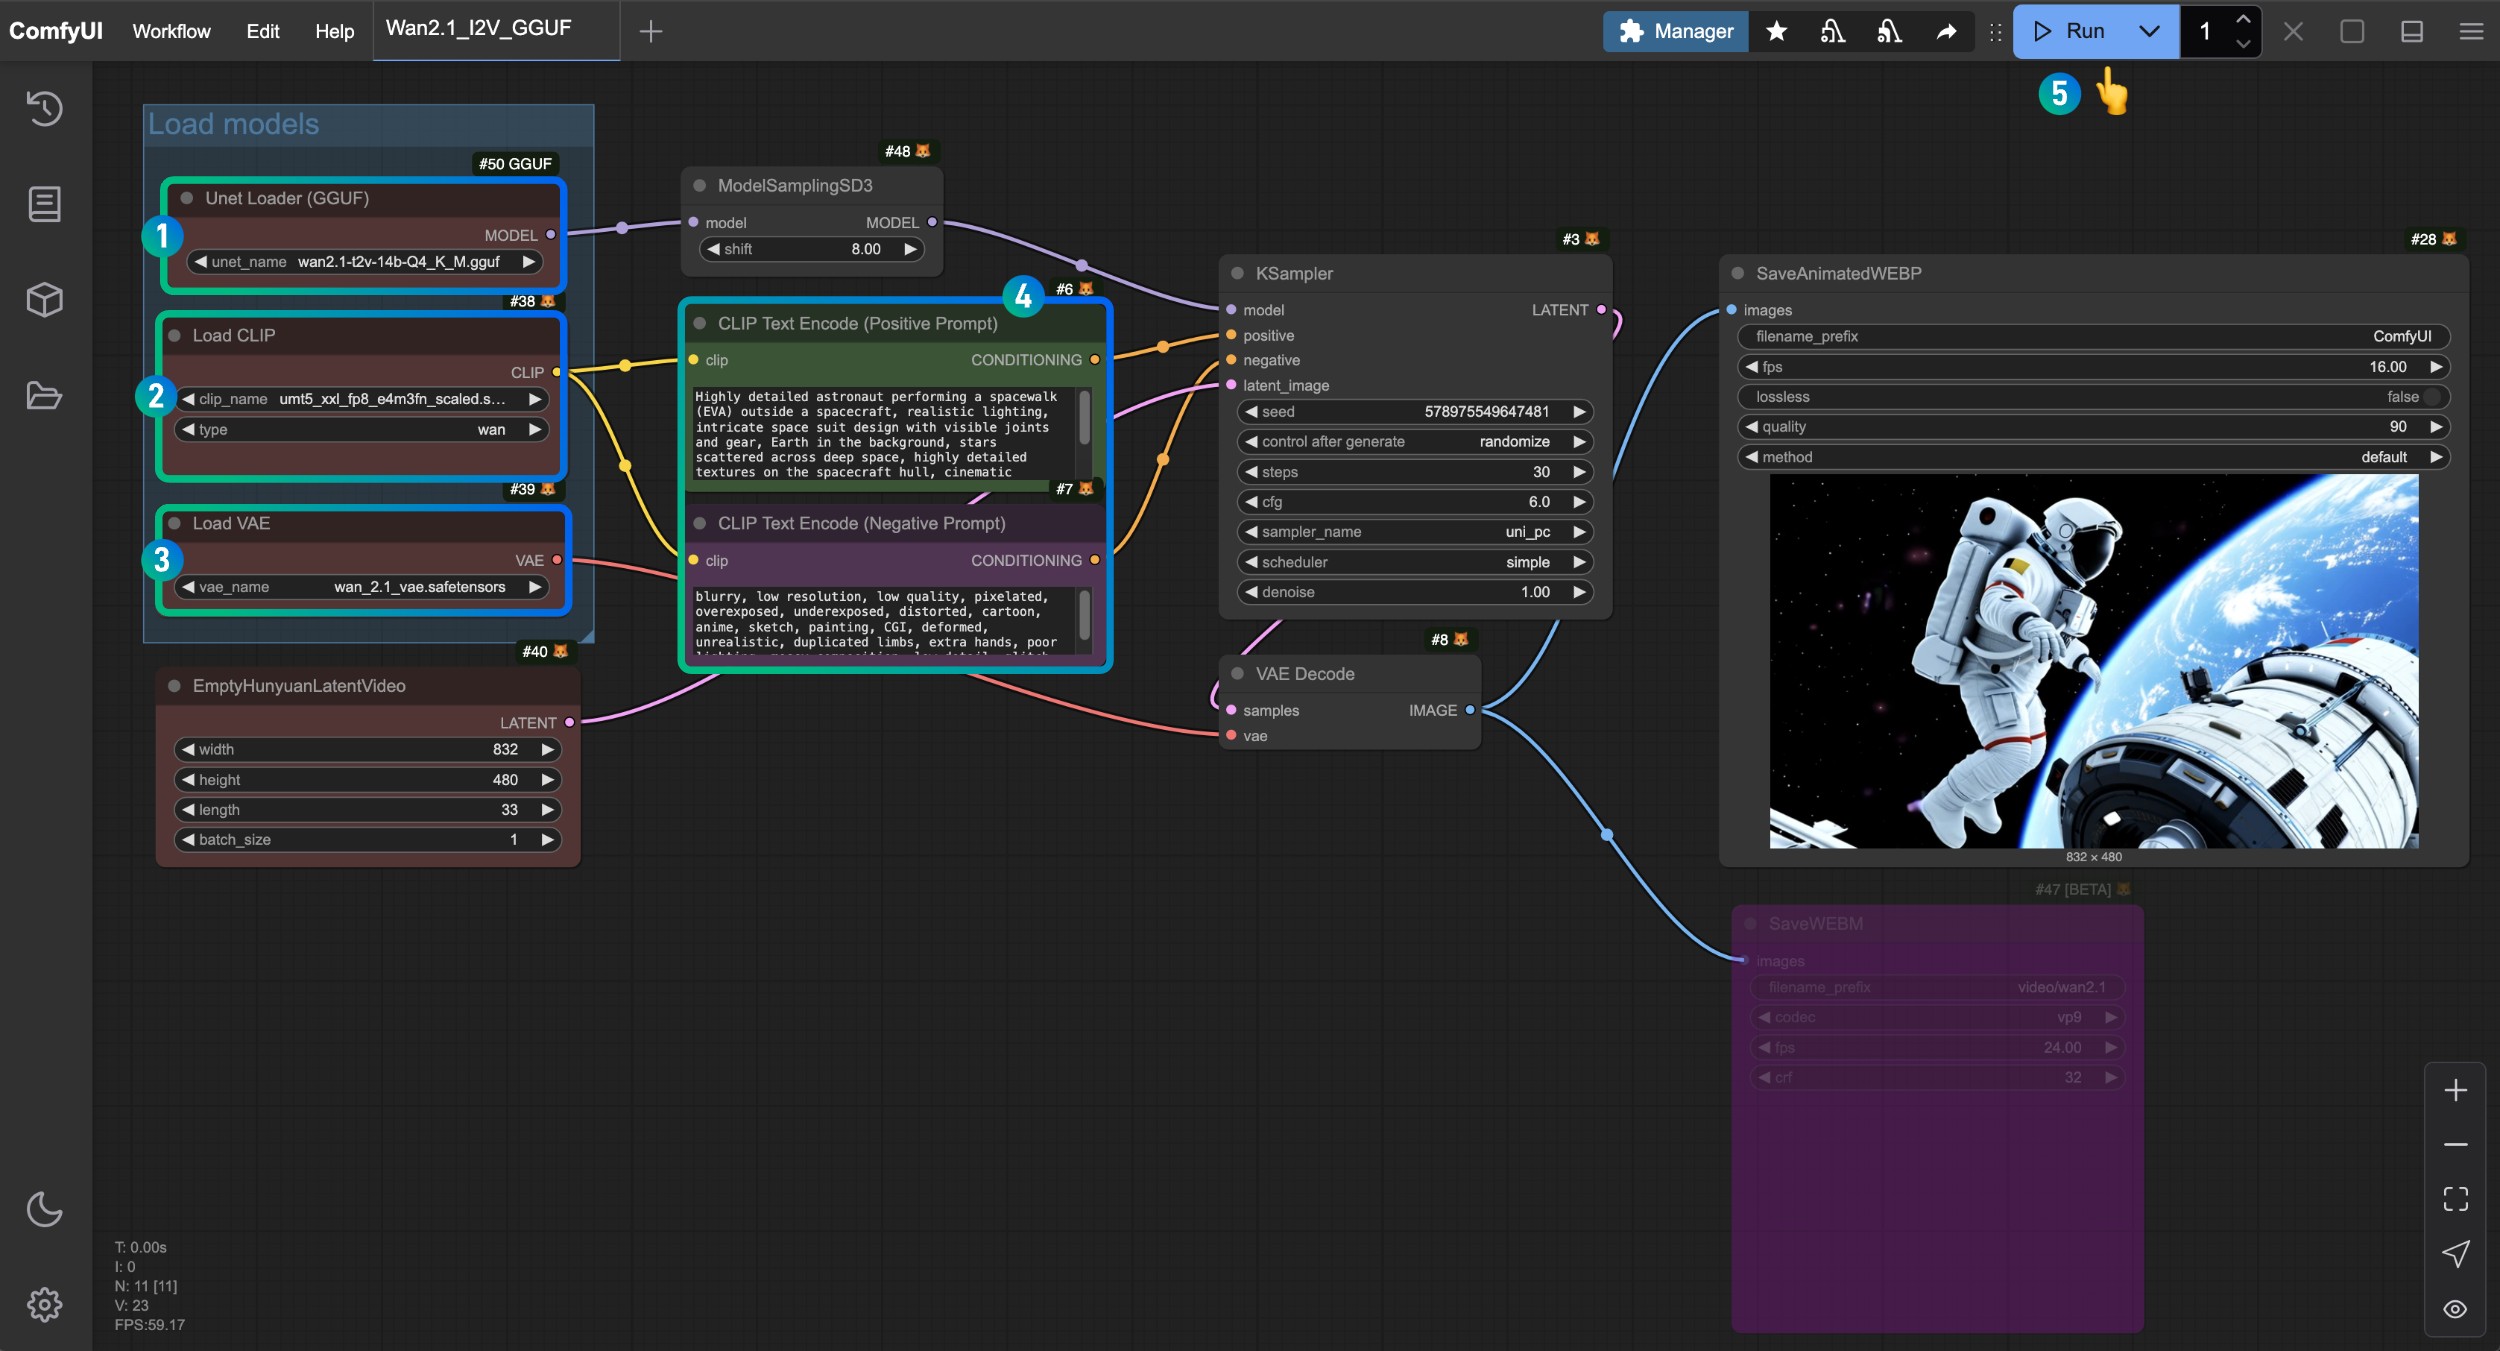 ComfyUI
Workflow
Edit
Help
Wan2.1_I2V_GGUF
Manager
Run
1
5
Load models
#50 GGUF
Unet Loader (GGUF)
1
MODEL
unet_name wan2.1-t2v-14b-Q4_K_M.gguf
#38
Load CLIP
CLIP
2
clip_name umt5_xxl_fp8_e4m3fn_scaled.s...
type wan
#39
Load VAE
3
VAE
vae_name wan_2.1_vae.safetensors
#40
EmptyHunyuanLatentVideo
LATENT
width 832
height 480
length 33
batch_size 1
#48
ModelSamplingSD3
model MODEL
shift 8.00
4
#6
CLIP Text Encode (Positive Prompt)
clip CONDITIONING
Highly detailed astronaut performing a spacewalk
(EVA) outside a spacecraft, realistic lighting,
intricate space suit design with visible joints
and gear, Earth in the background, stars
scattered across deep space, highly detailed
textures on the spacecraft hull, cinematic
#7
CLIP Text Encode (Negative Prompt)
clip CONDITIONING
blurry, low resolution, low quality, pixelated,
overexposed, underexposed, distorted, cartoon,
anime, sketch, painting, CGI, deformed,
unrealistic, duplicated limbs, extra hands, poor
#3
KSampler
model LATENT
positive
negative
latent_image
seed 578975549647481
control after generate randomize
steps 30
cfg 6.0
sampler_name uni_pc
scheduler simple
denoise 1.00
#8
VAE Decode
samples IMAGE
vae
#28
SaveAnimatedWEBP
images
filename_prefix ComfyUI
fps 16.00
lossless false
quality 90
method default
832 × 480
#47 [BETA]
SaveWEBM
images
filename_prefix video/wan2.1
codec vp9
fps 24.00
crf 32
T: 0.00s
I: 0
N: 11 [11]
V: 23
FPS:59.17